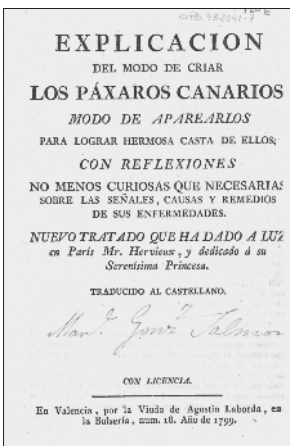 EXPLICACION
DEL MODO DE CRIAR
LOS PÁXAROS CANARIOS
MODO DE APAREARLOS
PARA LOGRAR HERMOSA CASTA DE ELLOS;
CON REFLEXIONES
NO MENOS CURIOSAS QUE NECESARIAS
SOBRE LAS SEÑALES, CAUSAS Y REMEDIOS
DE SUS ENFERMEDADES.
NUEVO TRATADO QUE HA DADO A LUZ
en París Mr. Hervieux, y dedicado á su
Serenísima Princesa.
TRADUCIDO AL CASTELLANO.
CON LICENCIA.
En Valencia, por la Viuda de Agustin Laborda, en
la Bolsería, num. 18. Año de 1799.